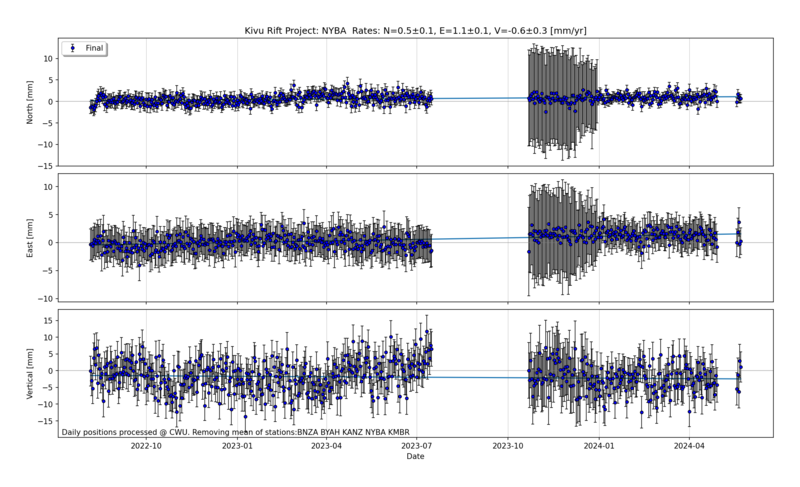 Kivu Rift Project: NYBA Rates: N=0.5±0.1, E=1.1±0.1, V=-0.6±0.3 [mm/yr]
Final
North [mm]
10
5
0
−5
−10
−15
East [mm]
10
5
0
−5
−10
Vertical [mm]
15
10
5
0
−5
−10
−15
Daily positions processed @ CWU. Removing mean of stations:BNZA BYAH KANZ NYBA KMBR
2022-10 2023-01 2023-04 2023-07 2023-10 2024-01 2024-04
Date